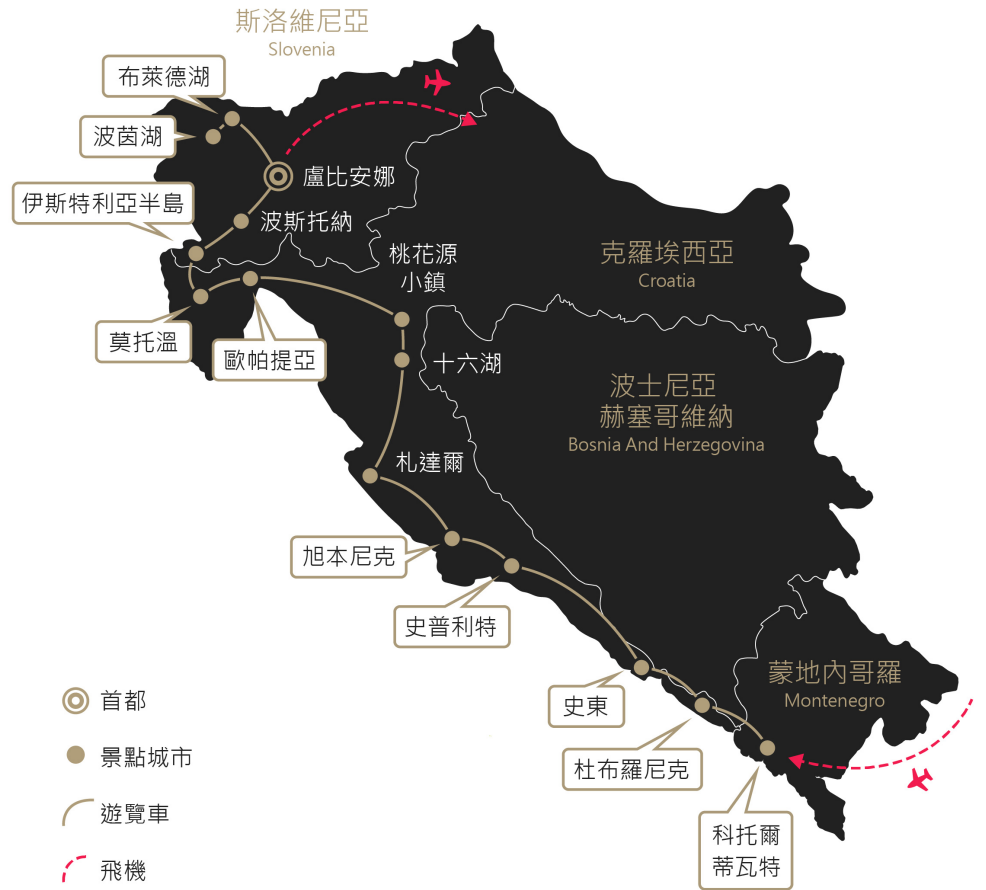 斯洛維尼亞
Slovenia
布萊德湖
波茵湖
盧比安娜
伊斯特利亞半島
波斯托納
桃花源
小鎮
克羅埃西亞
Croatia
莫托溫
歐帕提亞
十六湖
波士尼亞
赫塞哥維納
Bosnia And Herzegovina
札達爾
旭本尼克
史普利特
蒙地內哥羅
Montenegro
史東
杜布羅尼克
科托爾
蒂瓦特
首都
景點城市
遊覽車
飛機